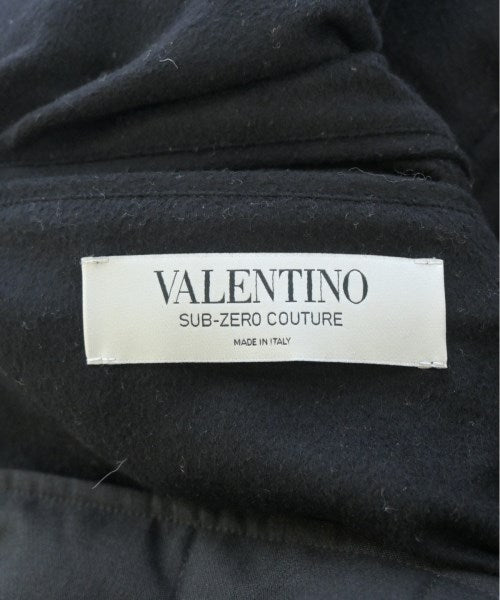 VALENTINO
SUB-ZERO COUTURE
MADE IN ITALY